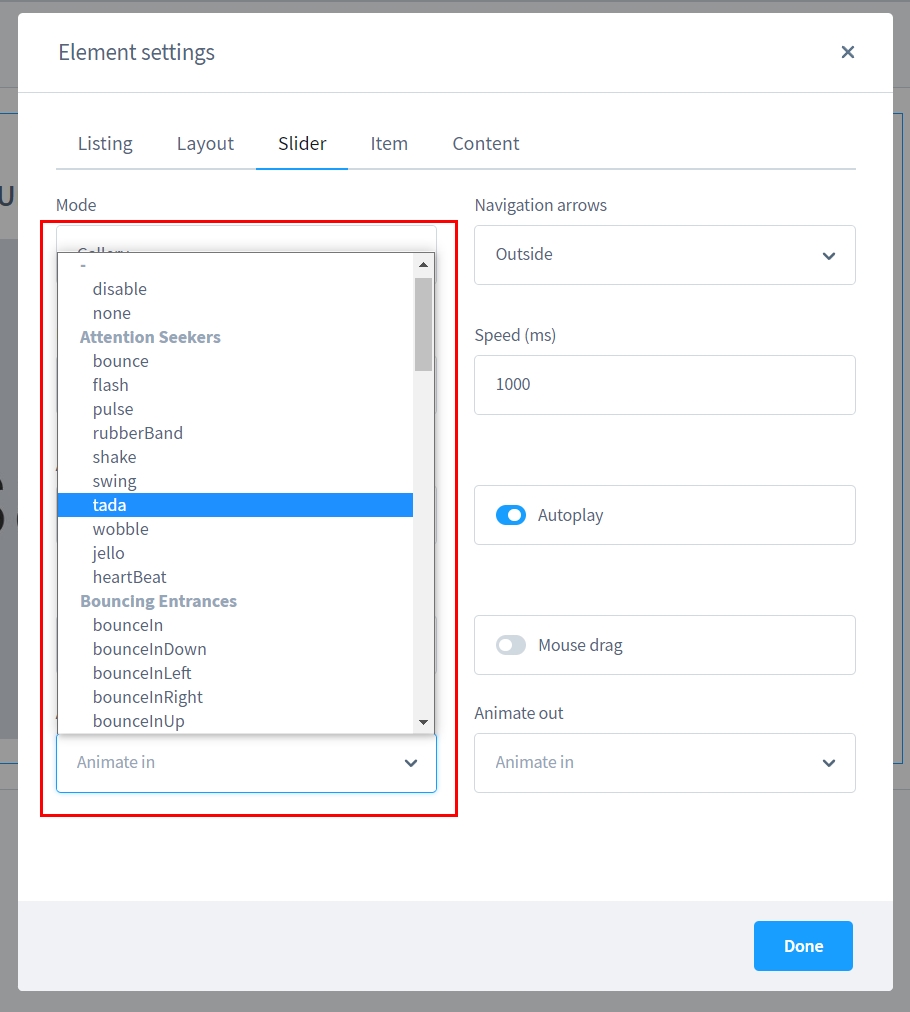 Element settings
Listing
Layout
Slider
Item
Content
Mode
-
disable
none
Attention Seekers
bounce
flash
pulse
rubberBand
shake
swing
tada
wobble
jello
heartBeat
Bouncing Entrances
bounceIn
bounceInDown
bounceInLeft
bounceInRight
bounceInUp
Animate in
Navigation arrows
Outside
Speed (ms)
1000
Autoplay
Mouse drag
Animate out
Animate in
Done